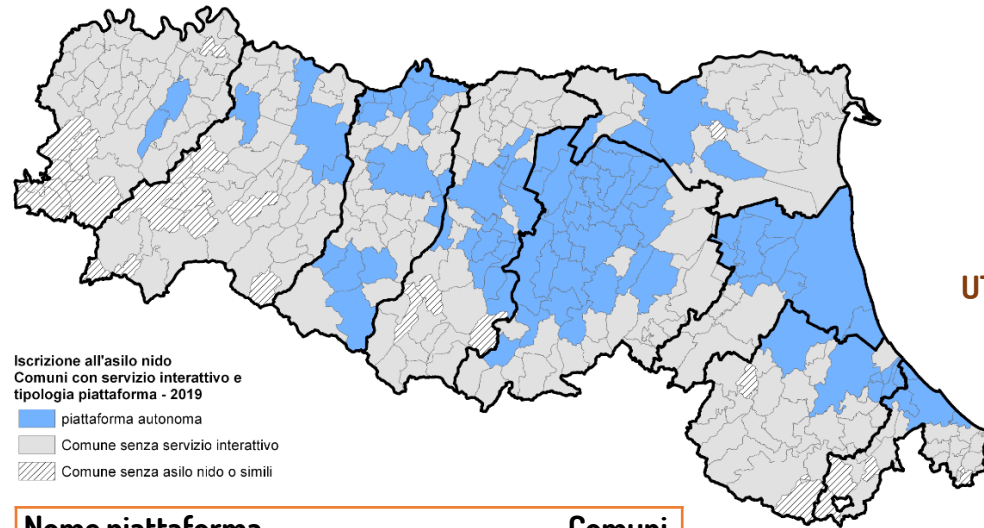 UT
Iscrizione all'asilo nido
Comuni con servizio interattivo e
tipologia piattaforma - 2019
piattaforma autonoma
Comune senza servizio interattivo
Comune senza asilo nido o simili
Nome piattaforma Comuni